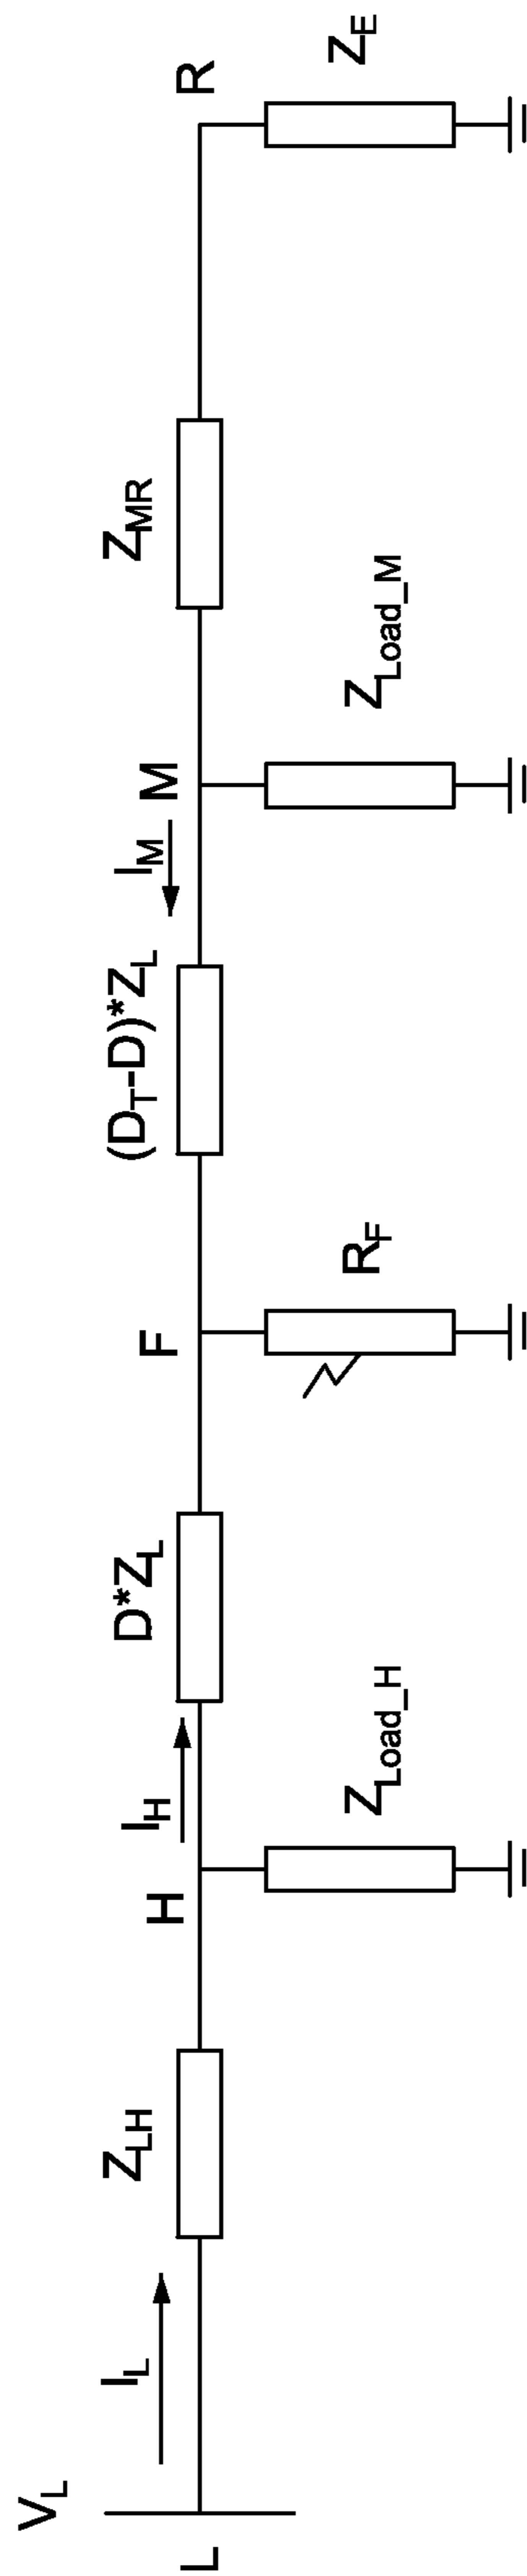 V_L
L
I_L
Z_LH
H
I_H
Z_Load_H
D*Z_L
F
R_F
(D_T-D)*Z_L
I_M
M
Z_Load_M
Z_MR
R
Z_E